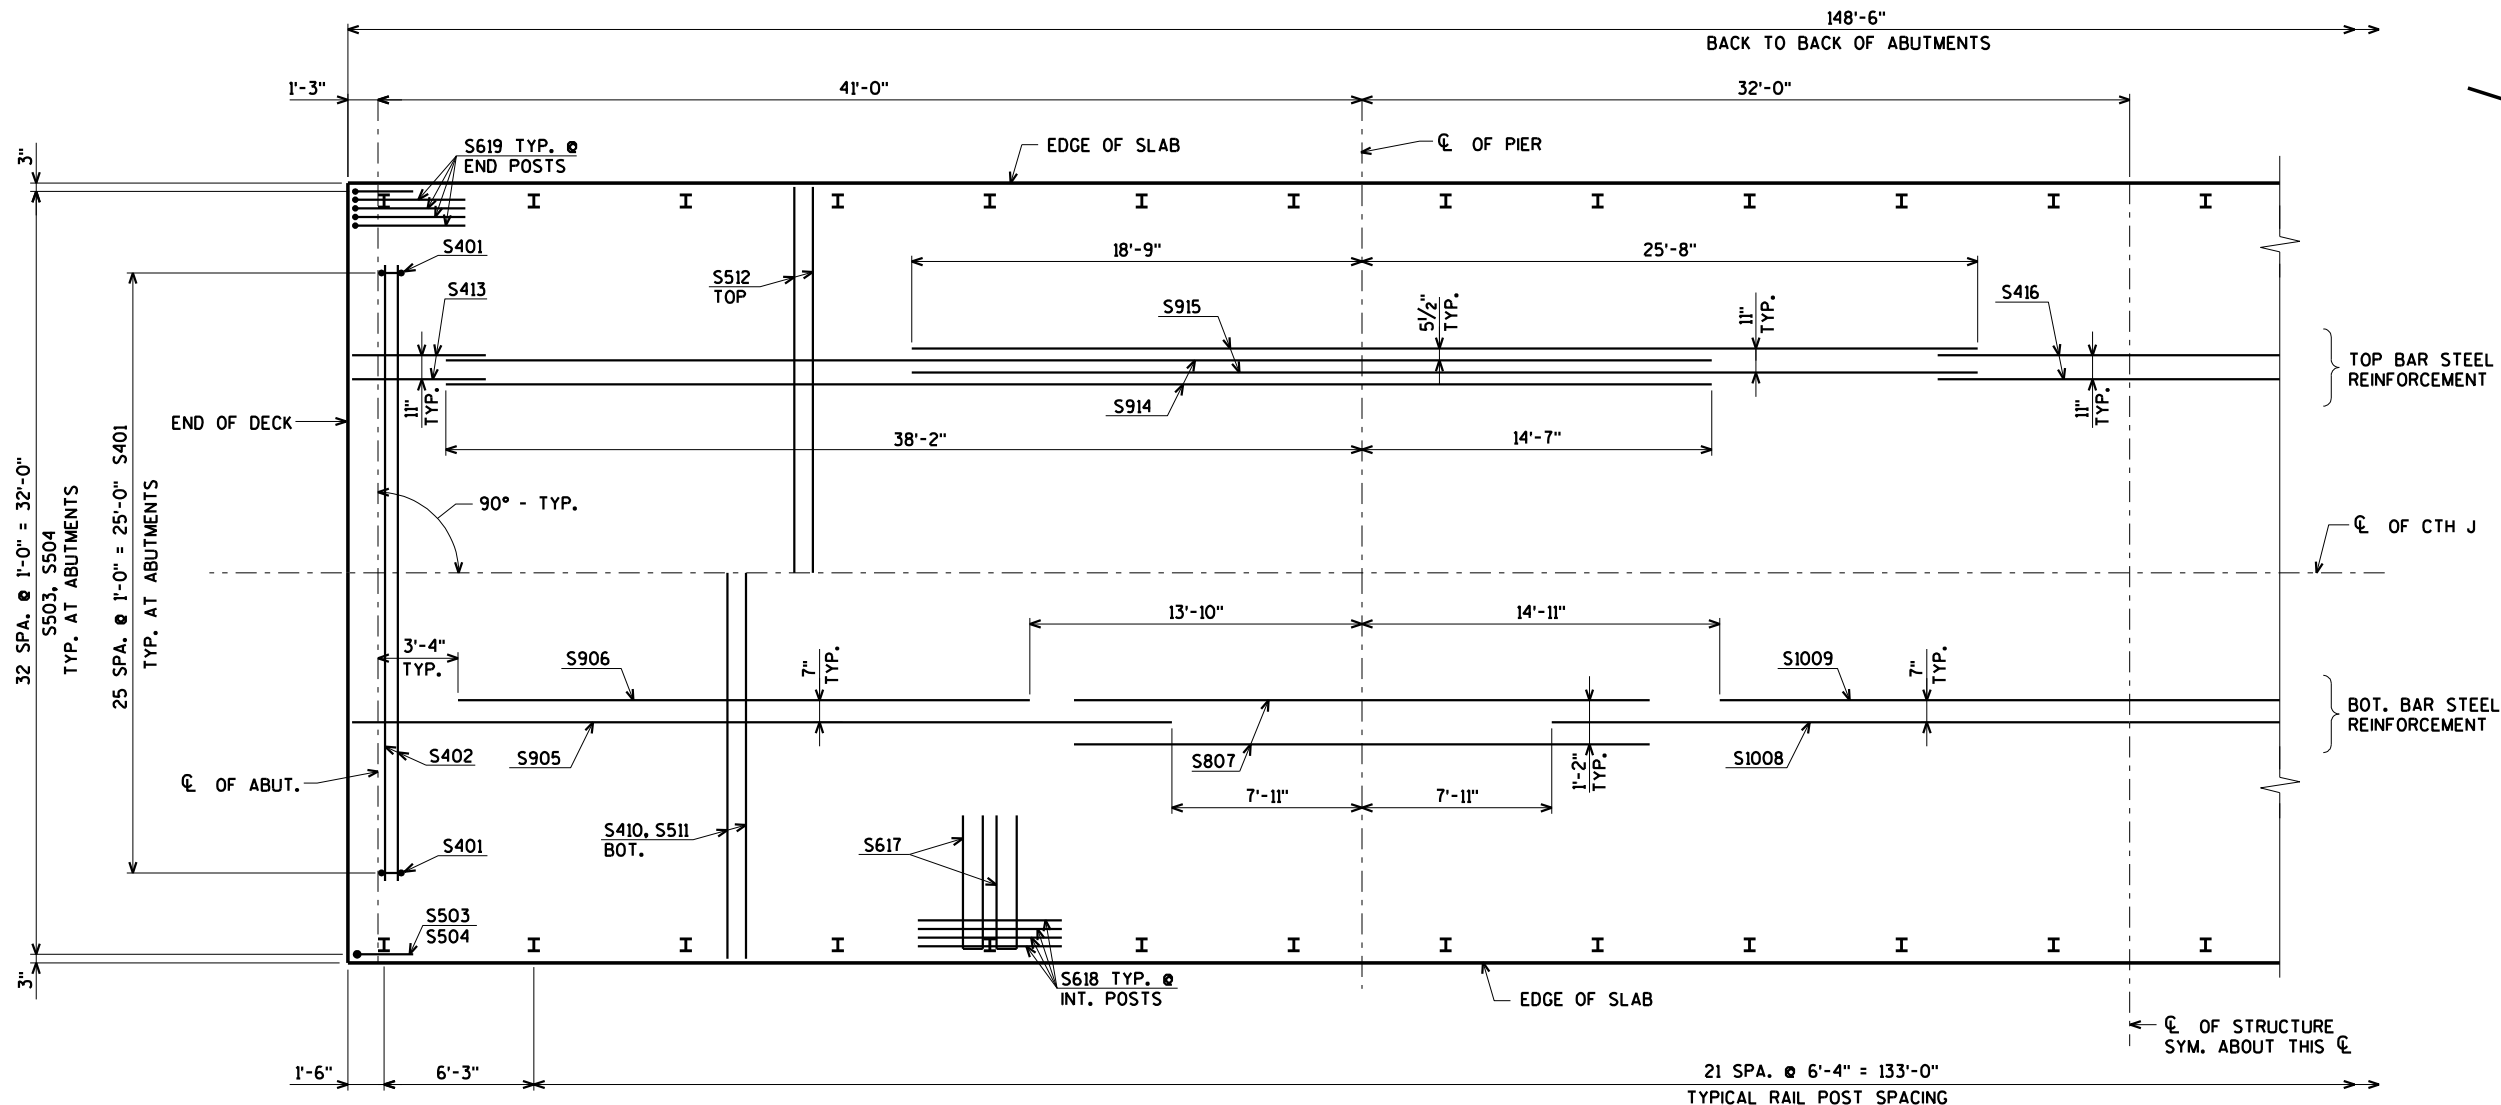 148'-6"
BACK TO BACK OF ABUTMENTS
1'-3"
41'-0"
32'-0"
3"
S619 TYP. @
END POSTS
EDGE OF SLAB
℄ OF PIER
S401
S413
S512
TOP
18'-9"
25'-8"
S915
5½"
TYP.
11"
TYP.
S416
TOP BAR STEEL
REINFORCEMENT
11"
TYP.
S914
11"
TYP.
END OF DECK
38'-2"
14'-7"
32 SPA. @ 1'-0" = 32'-0"
S503, S504
TYP. AT ABUTMENTS
25 SPA. @ 1'-0" = 25'-0" S401
TYP. AT ABUTMENTS
90° - TYP.
℄ OF CTH J
13'-10"
14'-11"
3'-4"
TYP.
S906
7"
TYP.
S1009
7"
TYP.
BOT. BAR STEEL
REINFORCEMENT
S402
S905
S807
1'-2"
TYP.
S1008
℄ OF ABUT.
7'-11"
7'-11"
S410, S511
BOT.
S617
S401
S503
S504
3"
S618 TYP. @
INT. POSTS
EDGE OF SLAB
℄ OF STRUCTURE
SYM. ABOUT THIS ℄
1'-6"
6'-3"
21 SPA. @ 6'-4" = 133'-0"
TYPICAL RAIL POST SPACING